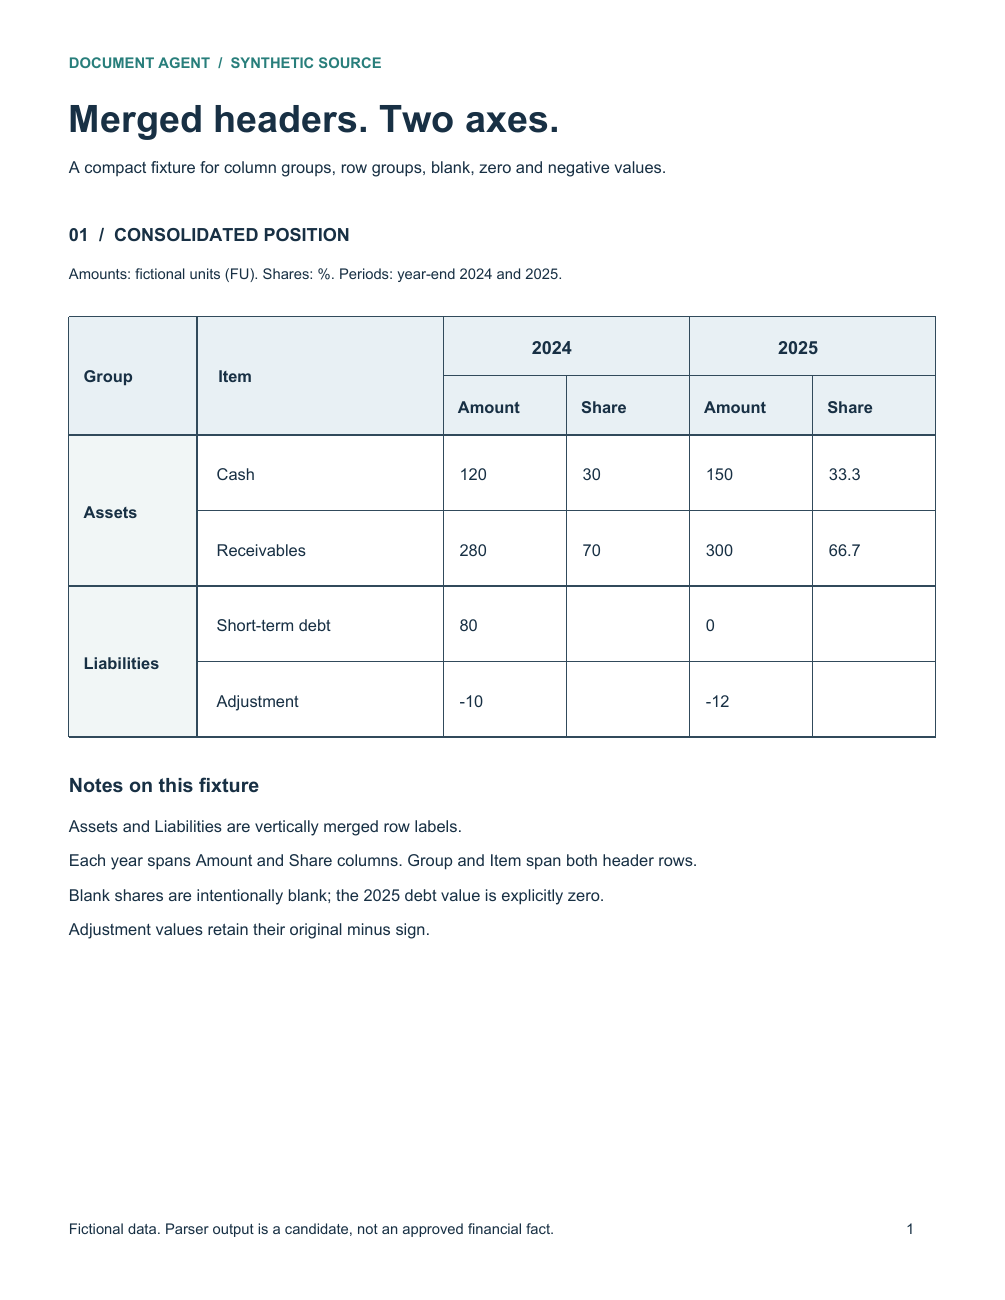 DOCUMENT AGENT / SYNTHETIC SOURCE
Merged headers. Two axes.
A compact fixture for column groups, row groups, blank, zero and negative values.
01 / CONSOLIDATED POSITION
Amounts: fictional units (FU). Shares: %. Periods: year-end 2024 and 2025.
2024 2025
Group Item
Amount Share Amount Share
Cash 120 30 150 33.3
Assets
Receivables 280 70 300 66.7
Short-term debt 80 0
Liabilities
Adjustment -10 -12
Notes on this fixture
Assets and Liabilities are vertically merged row labels.
Each year spans Amount and Share columns. Group and Item span both header rows.
Blank shares are intentionally blank; the 2025 debt value is explicitly zero.
Adjustment values retain their original minus sign.
Fictional data. Parser output is a candidate, not an approved financial fact. 1